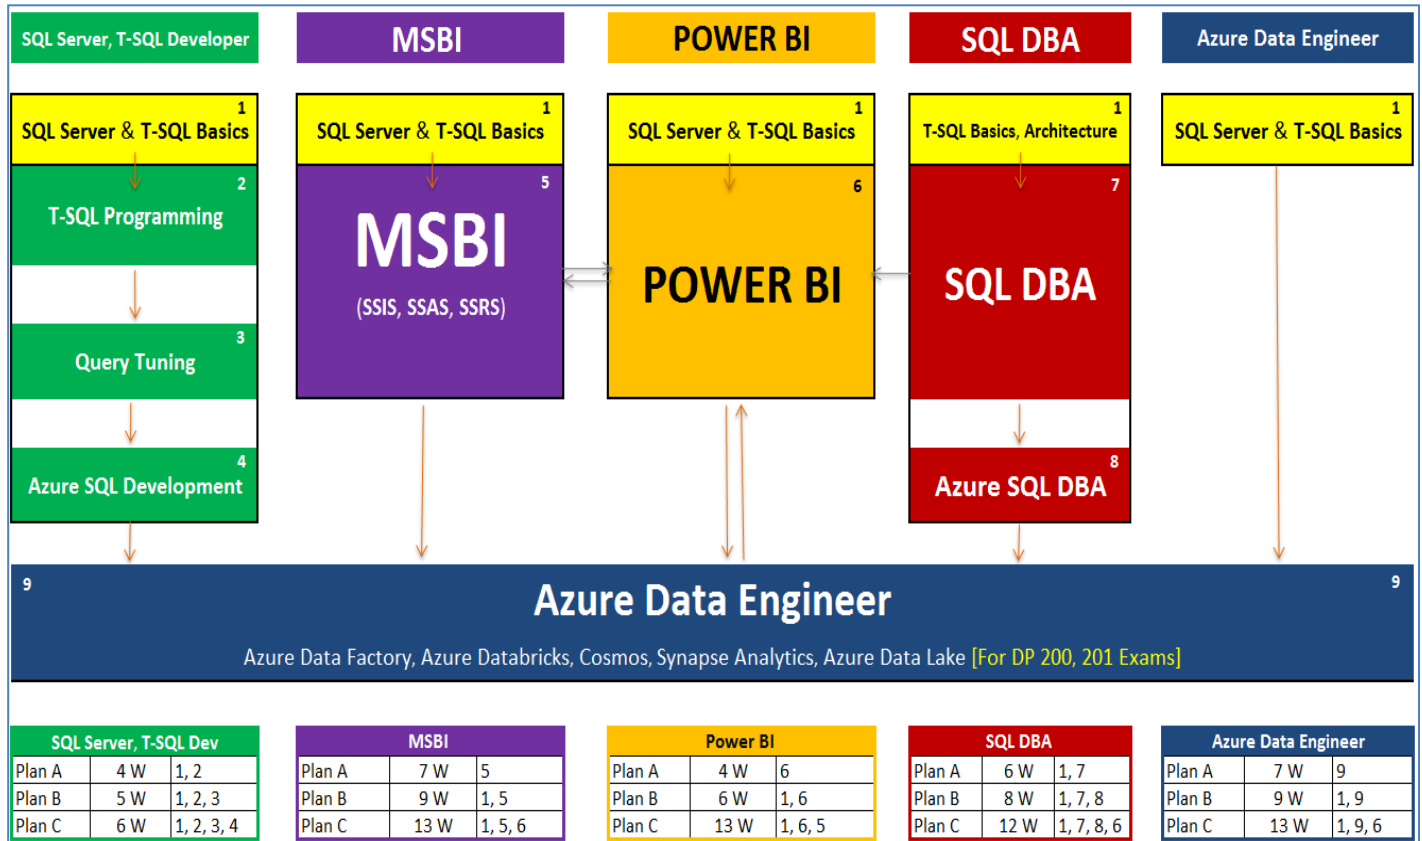 SQL Server, T-SQL Developer
MSBI
POWER BI
SQL DBA
Azure Data Engineer
1
SQL Server & T-SQL Basics
1
SQL Server & T-SQL Basics
1
SQL Server & T-SQL Basics
1
T-SQL Basics, Architecture
1
SQL Server & T-SQL Basics
2
T-SQL Programming
3
Query Tuning
4
Azure SQL Development
5
MSBI
(SSIS, SSAS, SSRS)
6
POWER BI
7
SQL DBA
8
Azure SQL DBA
9
Azure Data Engineer
9
Azure Data Factory, Azure Databricks, Cosmos, Synapse Analytics, Azure Data Lake [For DP 200, 201 Exams]
SQL Server, T-SQL Dev
Plan A 4 W 1, 2
Plan B 5 W 1, 2, 3
Plan C 6 W 1, 2, 3, 4
MSBI
Plan A 7 W 5
Plan B 9 W 1, 5
Plan C 13 W 1, 5, 6
Power BI
Plan A 4 W 6
Plan B 6 W 1, 6
Plan C 13 W 1, 6, 5
SQL DBA
Plan A 6 W 1, 7
Plan B 8 W 1, 7, 8
Plan C 12 W 1, 7, 8, 6
Azure Data Engineer
Plan A 7 W 9
Plan B 9 W 1, 9
Plan C 13 W 1, 9, 6